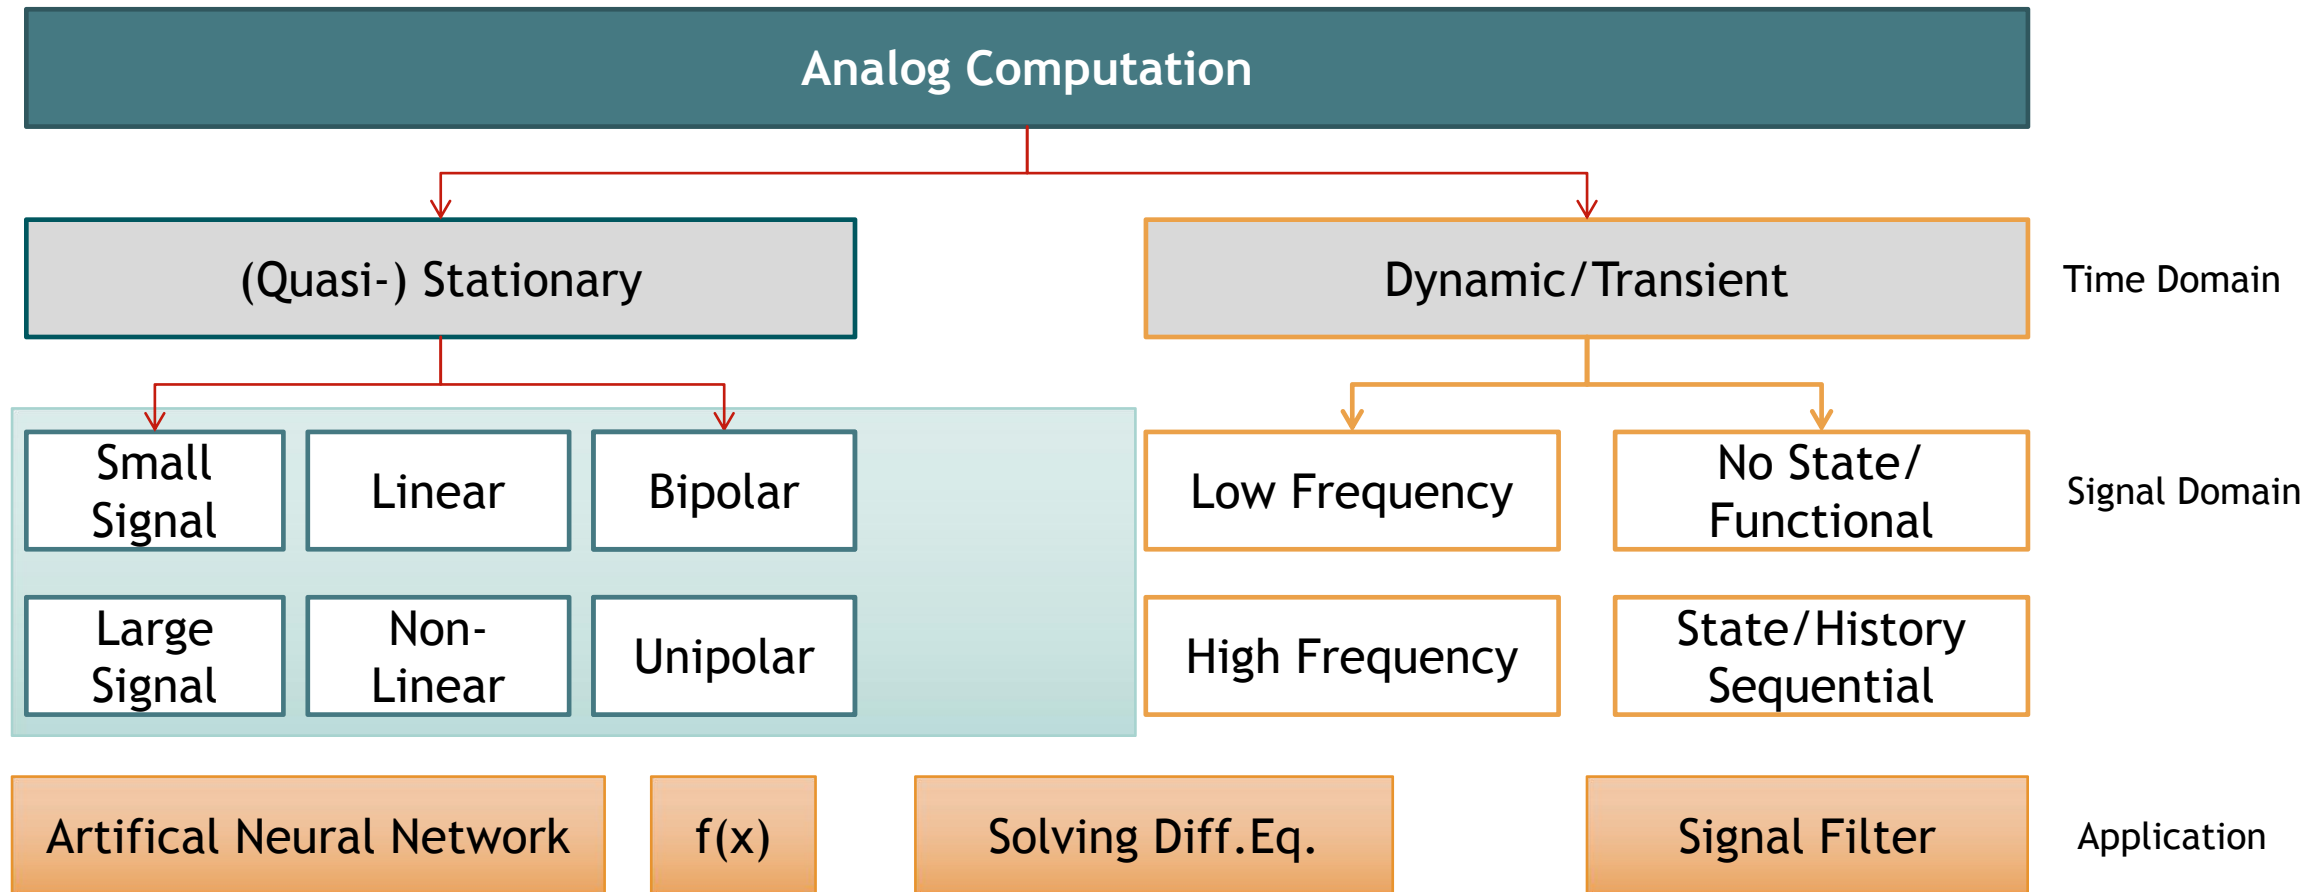 Analog Computation
(Quasi-) Stationary
Dynamic/Transient
Time Domain
Small
Signal
Linear
Bipolar
Low Frequency
No State/
Functional
Signal Domain
Large
Signal
Non-
Linear
Unipolar
High Frequency
State/History
Sequential
Artifical Neural Network
f(x)
Solving Diff.Eq.
Signal Filter
Application